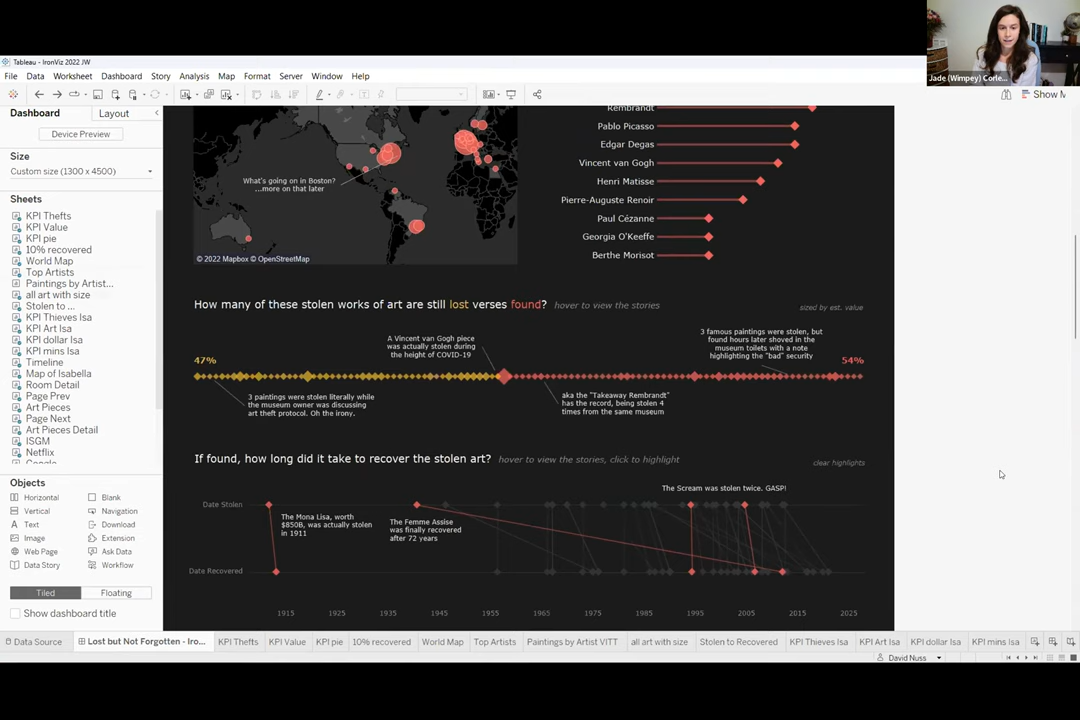 Jade (Wimpey) Corle...
Tableau - IronViz 2022 JW
File Data Worksheet Dashboard Story Analysis Map Format Server Window Help
Show M
Dashboard Layout
Device Preview
Size
Custom size (1300 x 4500)
Sheets
KPI Thefts
KPI Value
KPI pie
10% recovered
World Map
Top Artists
Paintings by Artist...
all art with size
Stolen to ...
KPI Thieves Isa
KPI Art Isa
KPI dollar Isa
KPI mins Isa
Timeline
Map of Isabella
Room Detail
Page Prev
Art Pieces
Page Next
Art Pieces Detail
ISGM
Netflix
Google
Objects
Horizontal Blank
Vertical Navigation
Text Download
Image Extension
Web Page Ask Data
Data Story Workflow
Tiled Floating
Show dashboard title
What's going on in Boston?
...more on that later
© 2022 Mapbox © OpenStreetMap
Rembrandt
Pablo Picasso
Edgar Degas
Vincent van Gogh
Henri Matisse
Pierre-Auguste Renoir
Paul Cézanne
Georgia O'Keeffe
Berthe Morisot
How many of these stolen works of art are still lost verses found? hover to view the stories
sized by est. value
A Vincent van Gogh piece
was actually stolen during
the height of COVID-19
3 famous paintings were stolen, but
found hours later shoved in the
museum toilets with a note
highlighting the "bad" security
47%
54%
3 paintings were stolen literally while
the museum owner was discussing
art theft protocol. Oh the irony.
aka the "Takeaway Rembrandt"
has the record, being stolen 4
times from the same museum
If found, how long did it take to recover the stolen art? hover to view the stories, click to highlight
clear highlights
The Scream was stolen twice. GASP!
Date Stolen
The Mona Lisa, worth
$850B, was actually stolen
in 1911
The Femme Assise
was finally recovered
after 72 years
Date Recovered
1915 1925 1935 1945 1955 1965 1975 1985 1995 2005 2015 2025
Data Source Lost but Not Forgotten - Iro... KPI Thefts KPI Value KPI pie 10% recovered World Map Top Artists Paintings by Artist VITT all art with size Stolen to Recovered KPI Thieves Isa KPI Art Isa KPI dollar Isa KPI mins Isa
David Nuss